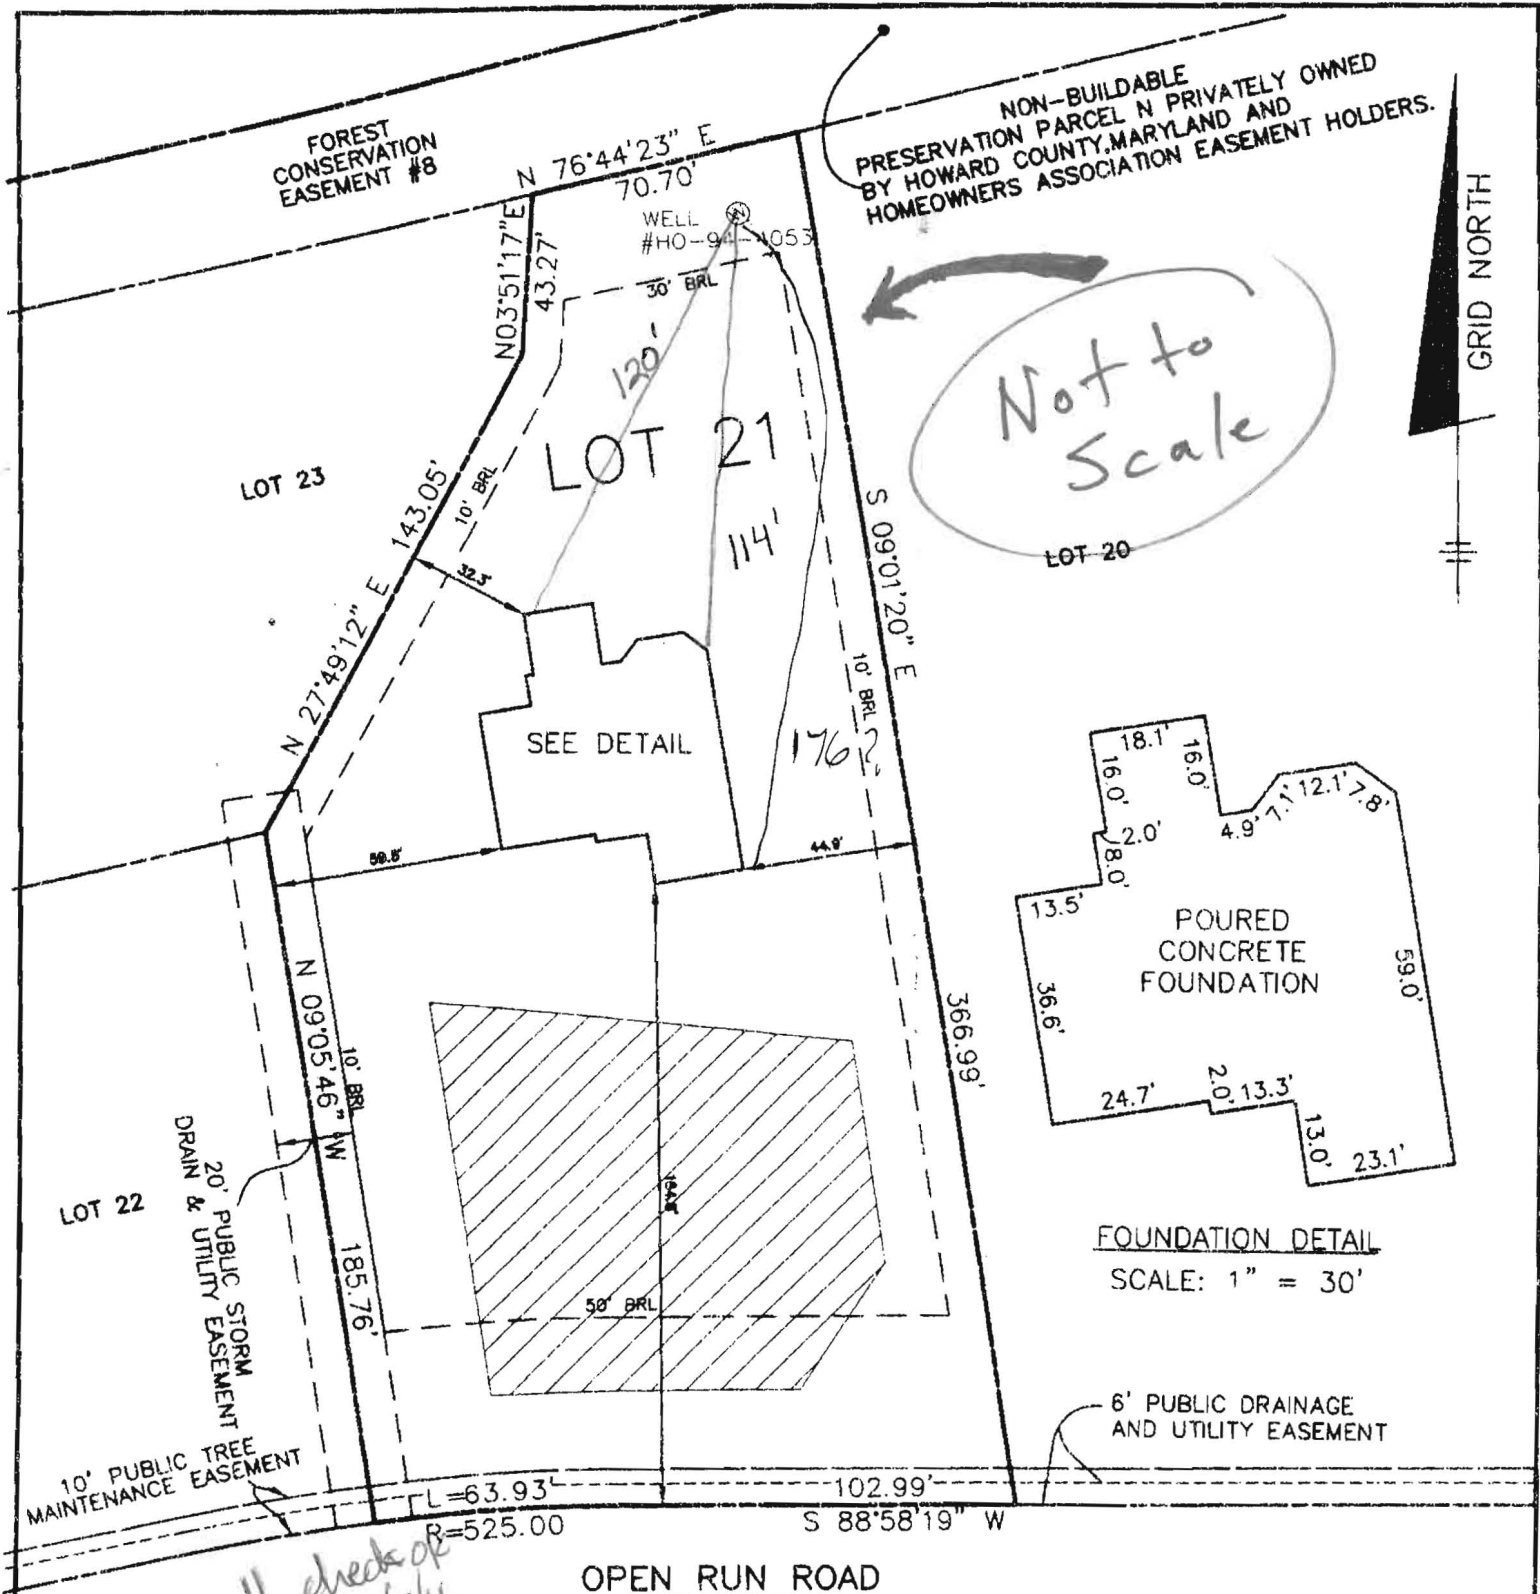 FOREST
CONSERVATION
EASEMENT #8
NON-BUILDABLE
PRESERVATION PARCEL N PRIVATELY OWNED
BY HOWARD COUNTY,MARYLAND AND
HOMEOWNERS ASSOCIATION EASEMENT HOLDERS.
N 76°44'23" E
70.70'
WELL
#HO-94-4053
N03°51'17"E
43.27'
30' BRL
GRID NORTH
120'
Not to
Scale
LOT 21
LOT 23
143.05'
10' BRL
114'
S 09°01'20" E
LOT 20
32.3'
N 27°49'12" E
10' BRL
SEE DETAIL
176?
18.1'
16.0'
16.0'
7.1'
12.1'
7.8'
4.9'
2.0'
8.0'
59.5'
44.9'
13.5'
POURED
CONCRETE
FOUNDATION
59.0'
36.6'
N 09°05'46" W
10' BRL
366.99'
24.7'
2.0'
13.3'
13.0'
23.1'
20' PUBLIC STORM
DRAIN & UTILITY EASEMENT
LOT 22
185.76'
FOUNDATION DETAIL
SCALE: 1" = 30'
50' BRL
6' PUBLIC DRAINAGE
AND UTILITY EASEMENT
10' PUBLIC TREE
MAINTENANCE EASEMENT
L=63.93'
102.99'
R=525.00
S 88°58'19" W
check ok
OPEN RUN ROAD